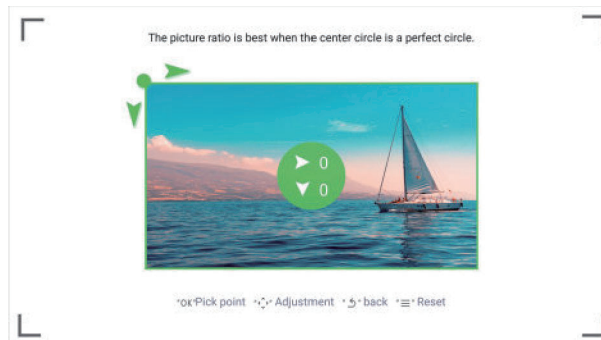 The picture ratio is best when the center circle is a perfect circle.
0
0
"OK"Pick point Adjustment back Reset